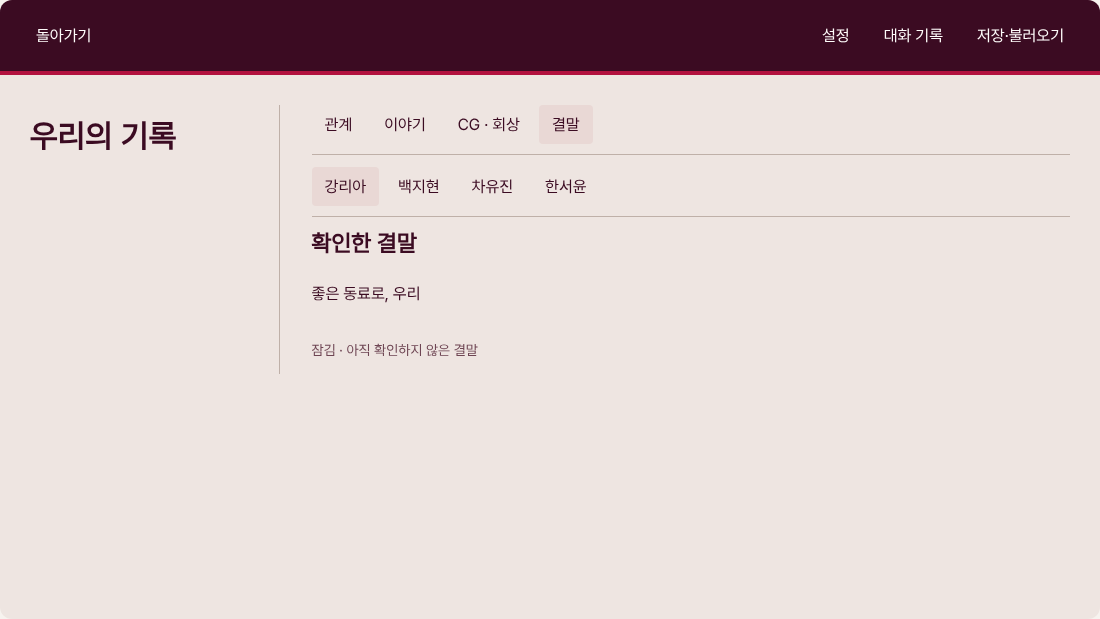 돌아가기 설정 대화 기록 저장·불러오기
우리의 기록
관계 이야기 CG · 회상 결말
강리아 백지현 차유진 한서윤
확인한 결말
좋은 동료로, 우리
잠김 · 아직 확인하지 않은 결말